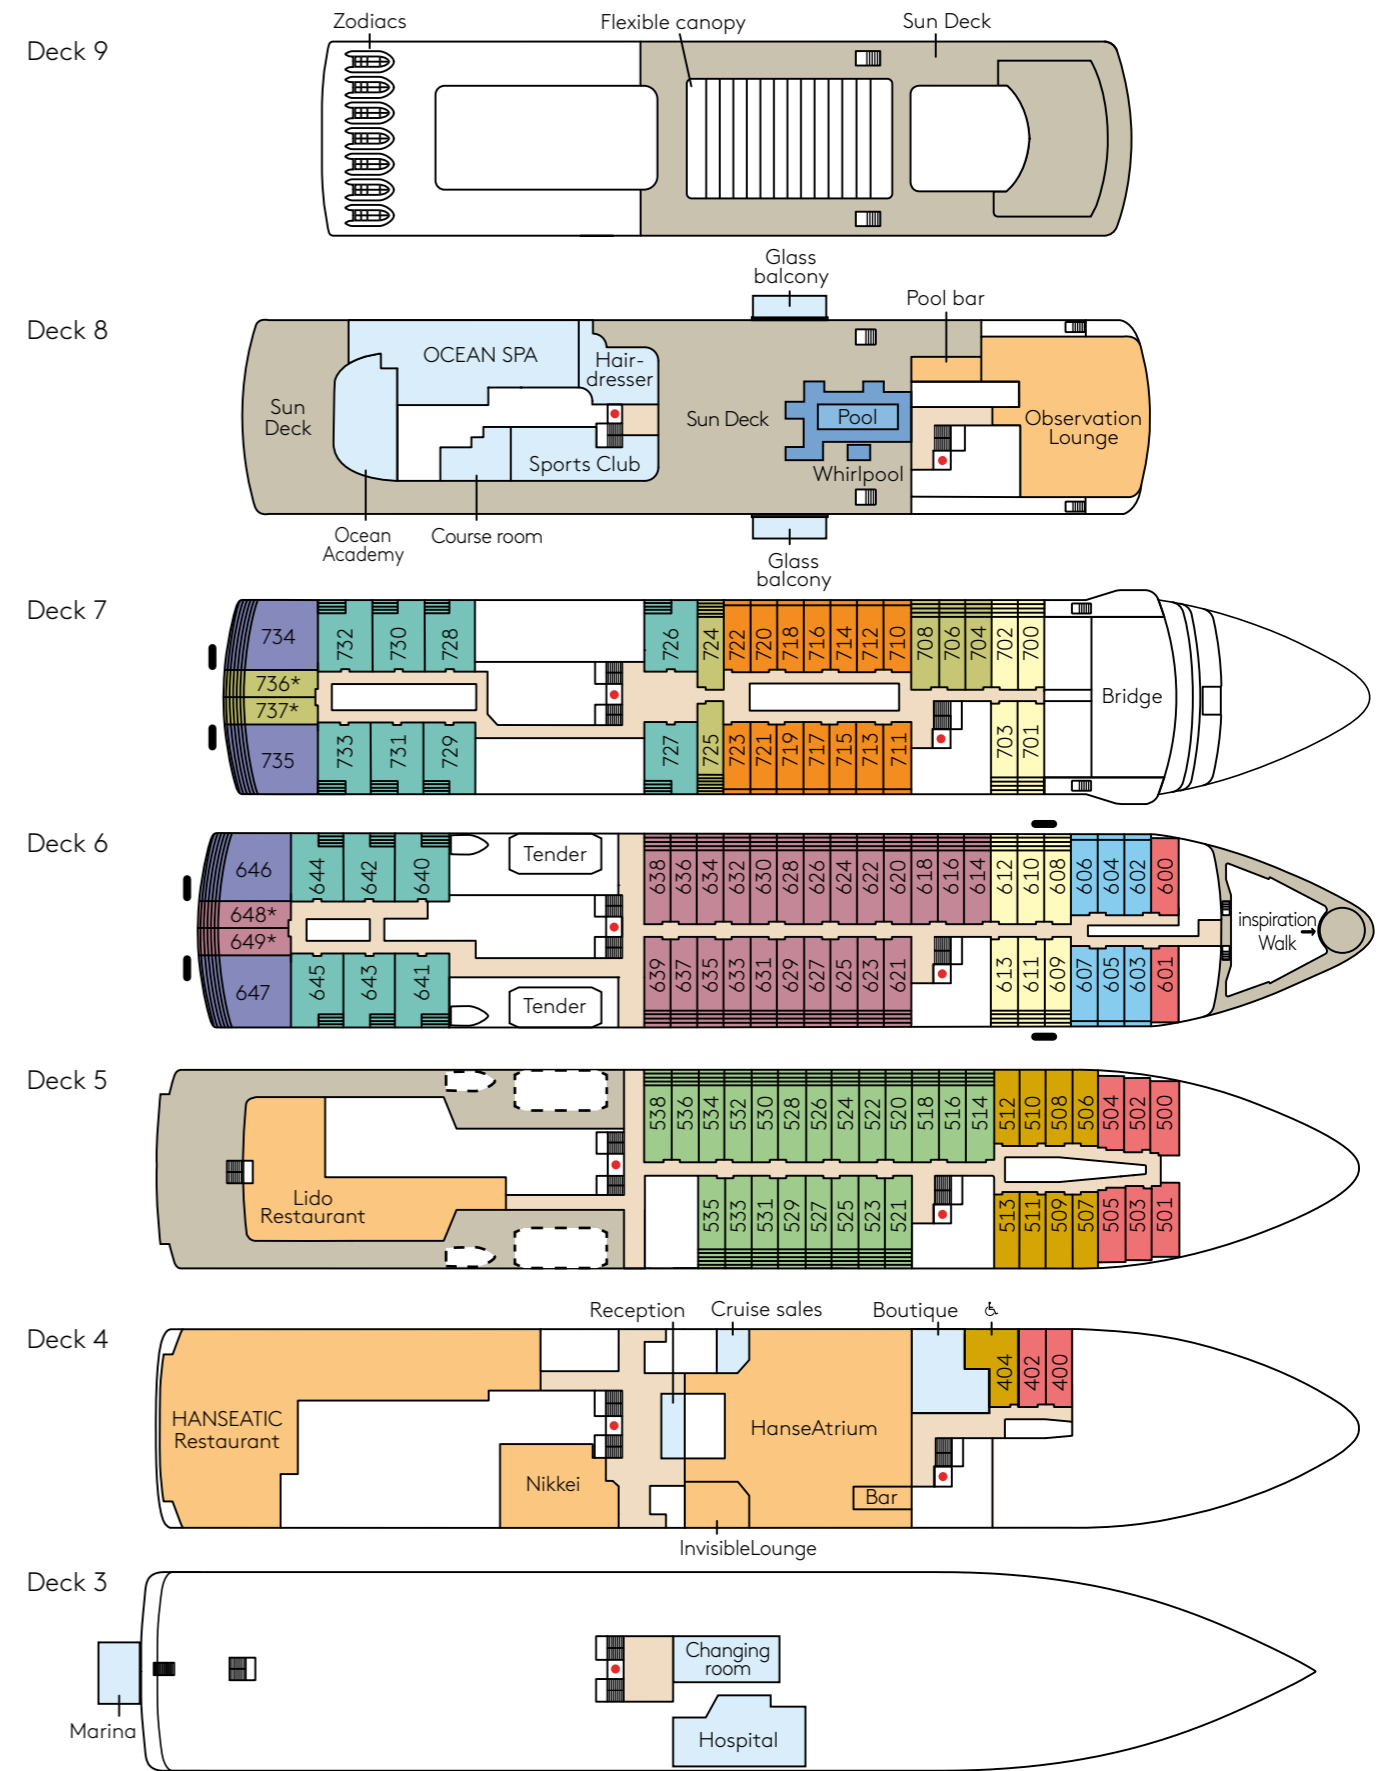 Zodiacs
Flexible canopy
Sun Deck
Deck 9
Glass
balcony
Pool bar
Deck 8
OCEAN SPA
Hair-
dresser
Sun
Deck
Sun Deck
Pool
Observation
Lounge
Sports Club
Whirlpool
Ocean
Academy
Course room
Glass
balcony
Deck 7
734
732
730
728
726
724
722
720
718
716
714
712
710
708
706
704
702
700
736*
737*
Bridge
735
733
731
729
727
725
723
721
719
717
715
713
711
703
701
Deck 6
646
644
642
640
Tender
638
636
634
632
630
628
626
624
622
620
618
616
614
612
610
608
606
604
602
600
648*
649*
inspiration
Walk
647
645
643
641
Tender
639
637
635
633
631
629
627
625
623
621
613
611
609
607
605
603
601
Deck 5
538
536
534
532
530
528
526
524
522
520
518
516
514
512
510
508
506
504
502
500
Lido
Restaurant
535
533
531
529
527
525
523
521
513
511
509
507
505
503
501
Reception
Cruise sales
Boutique
Deck 4
404
402
400
HANSEATIC
Restaurant
HanseAtrium
Nikkei
Bar
InvisibleLounge
Deck 3
Changing
room
Marina
Hospital